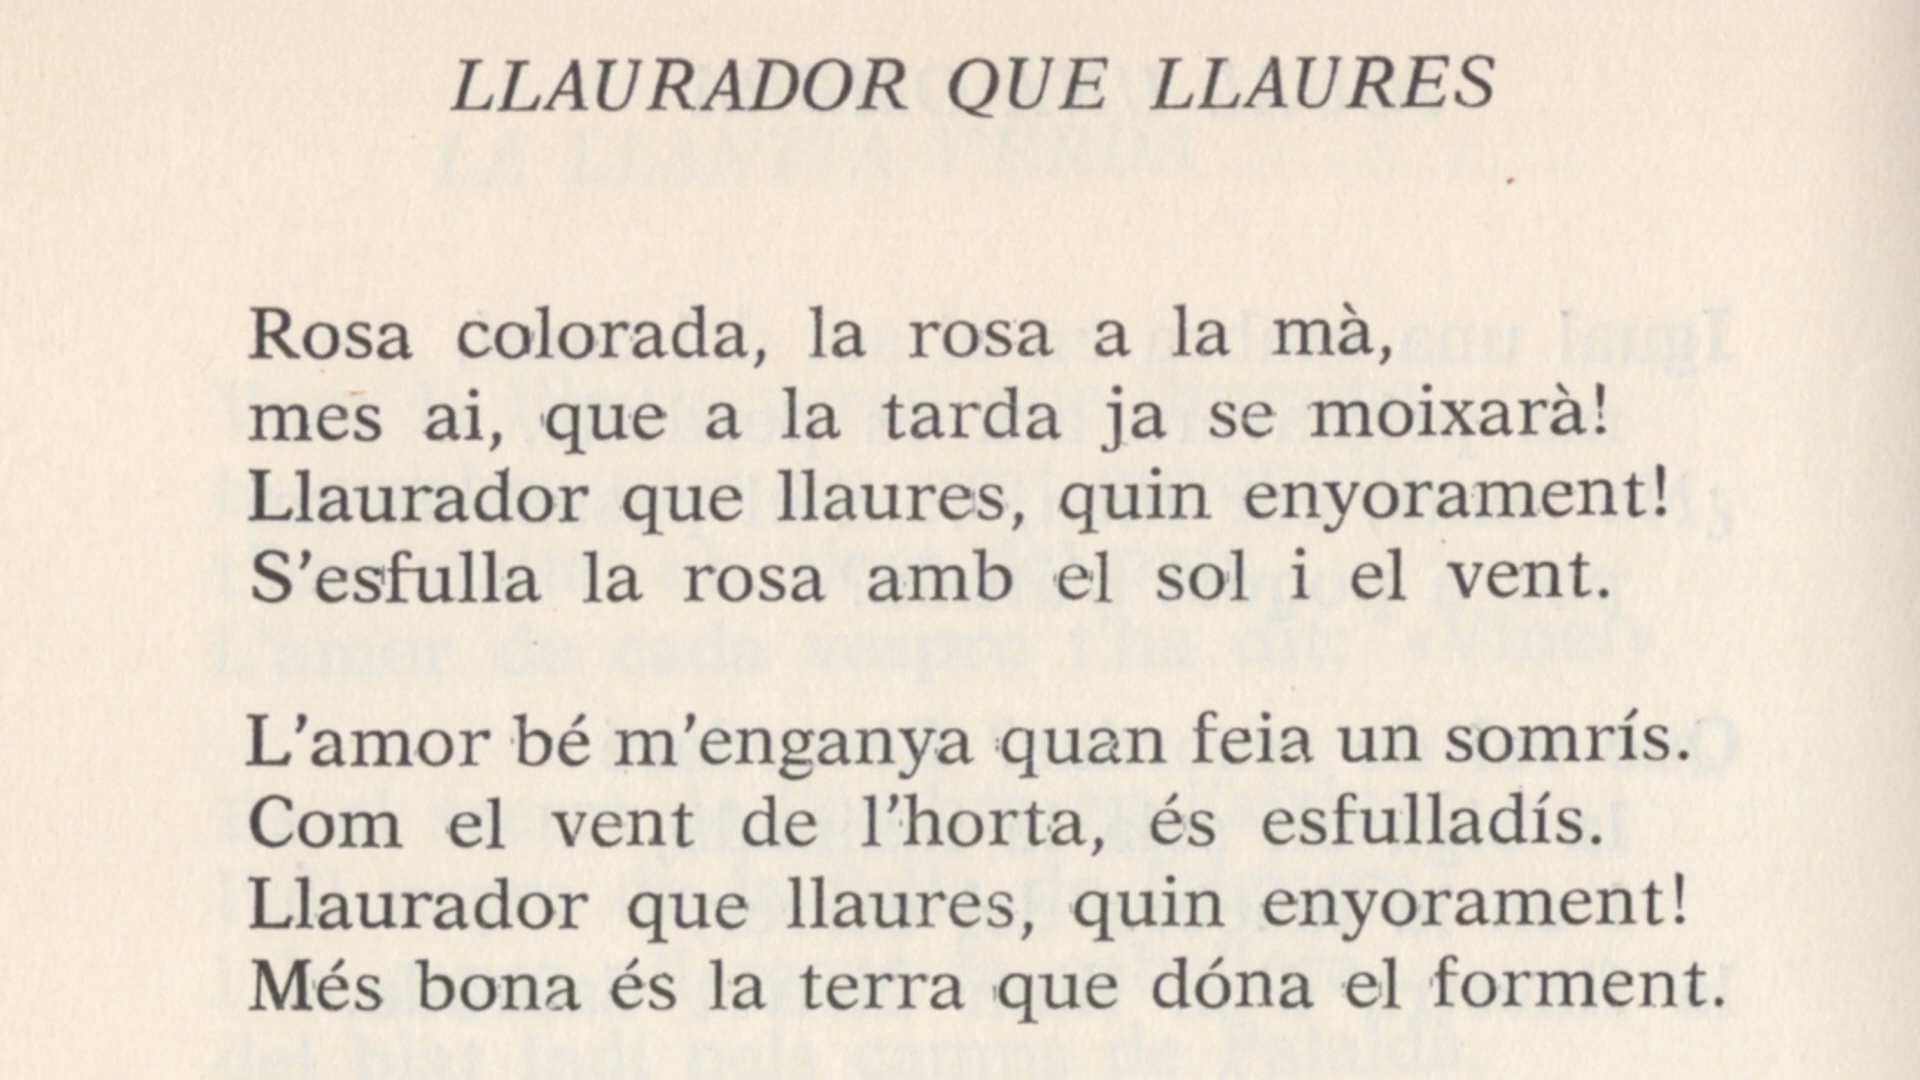 LLAURADOR QUE LLAURES
Rosa colorada, la rosa a la mà,
mes ai, que a la tarda ja se moixarà!
Llaurador que llaures, quin enyorament!
S’esfulla la rosa amb el sol i el vent.
L’amor bé m’enganya quan feia un somrís.
Com el vent de l’horta, és esfulladís.
Llaurador que llaures, quin enyorament!
Més bona és la terra que dóna el forment.